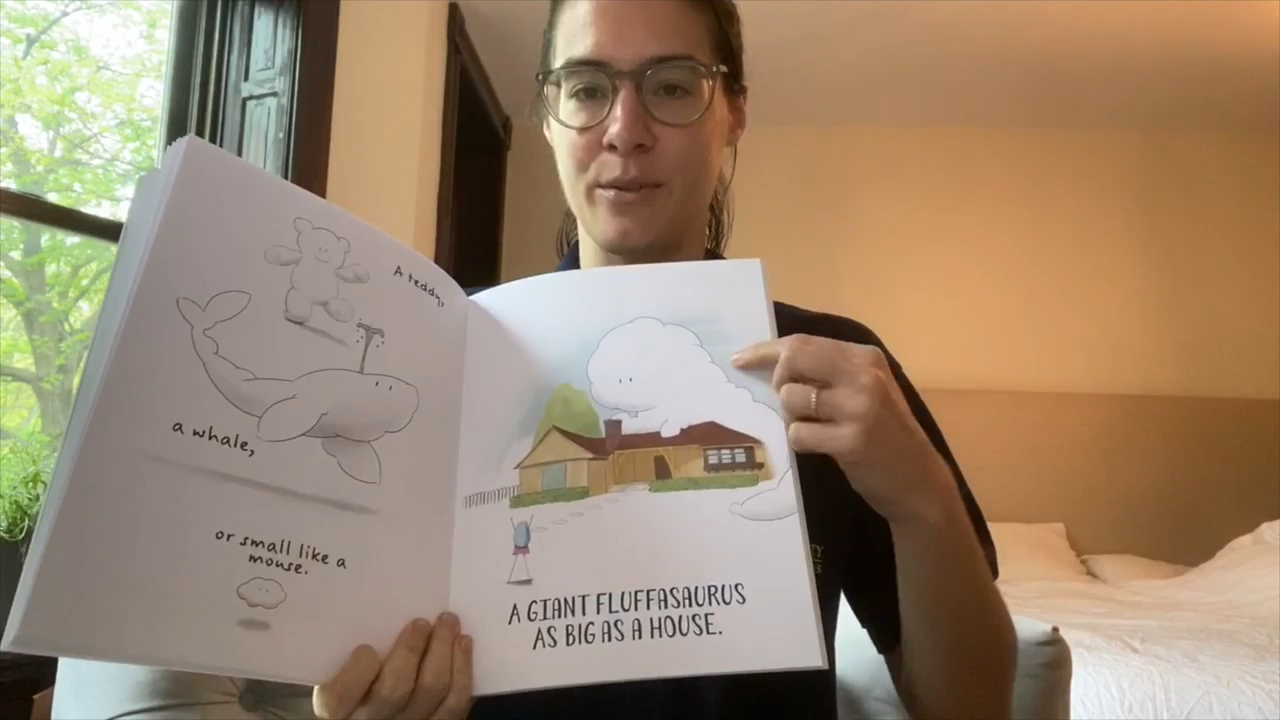 A teddy,
a whale,
or small like a
mouse.
A GIANT FLUFFASAURUS
AS BIG AS A HOUSE.